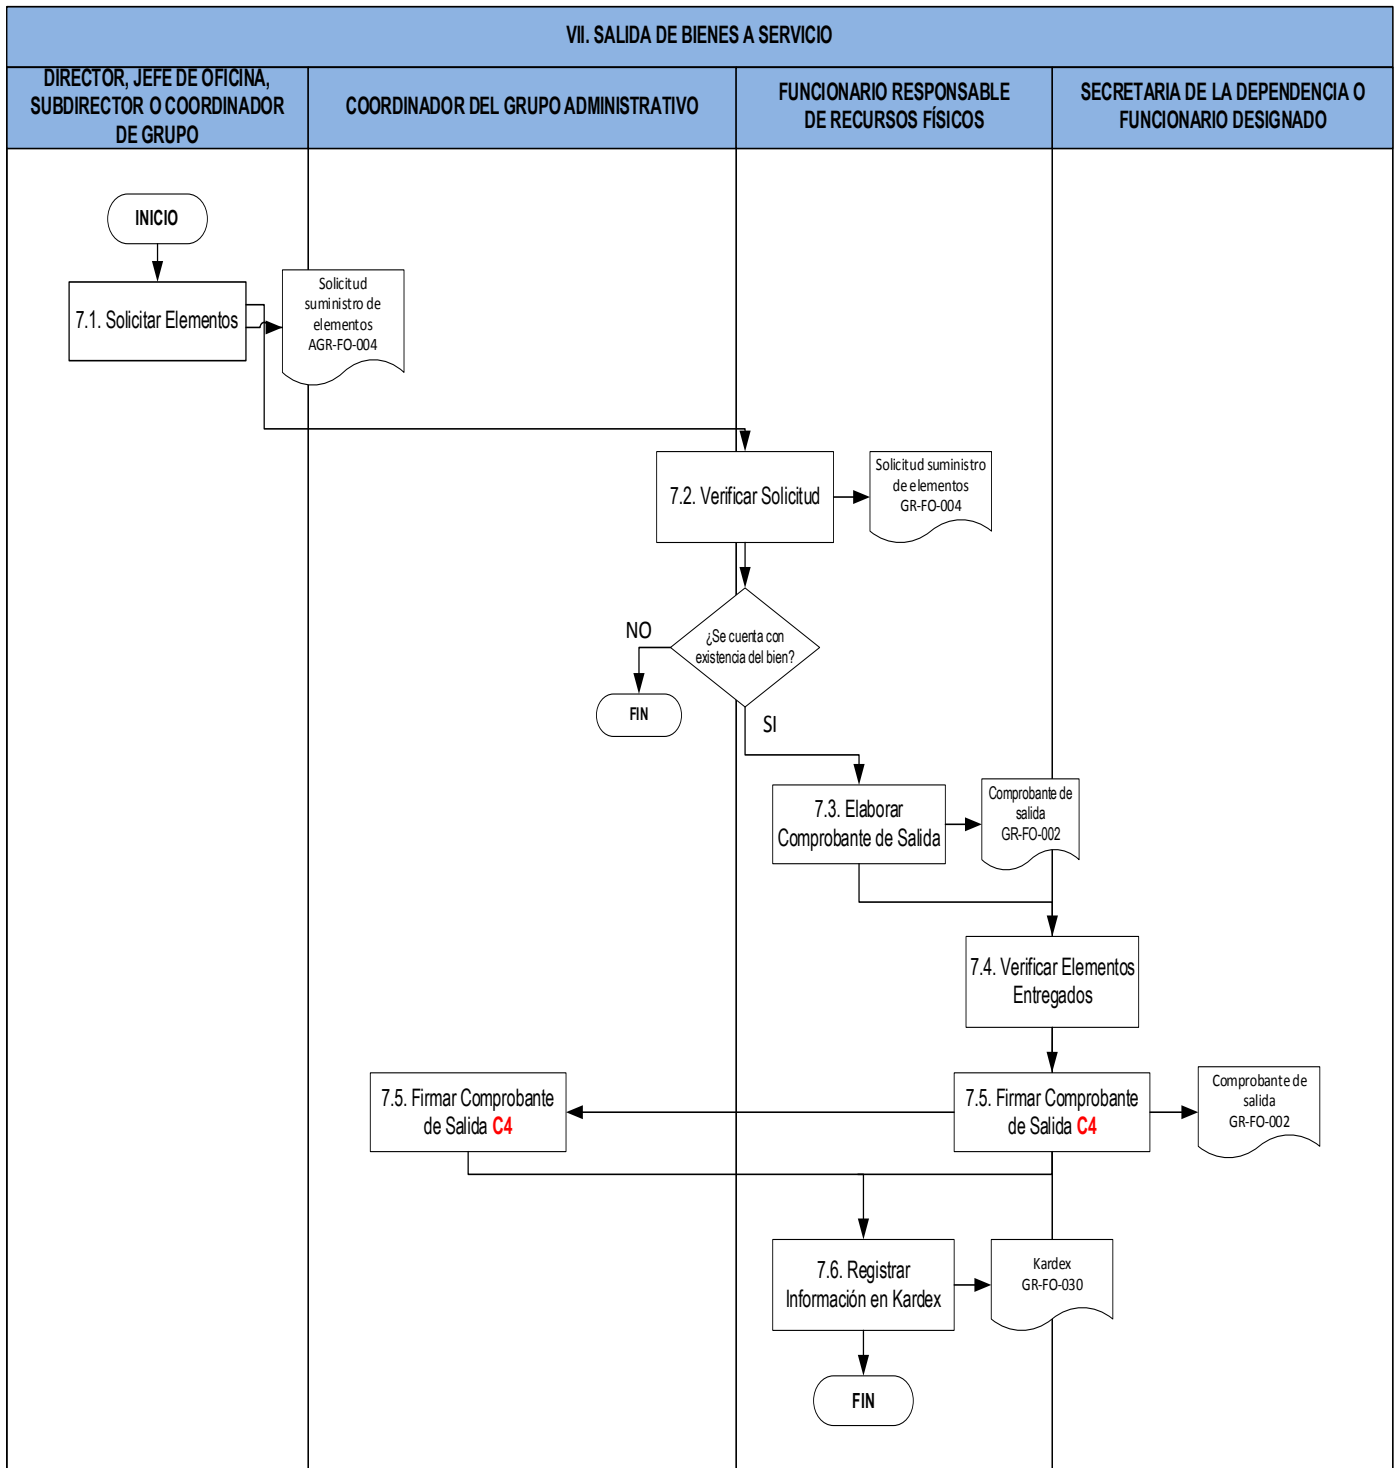 VII. SALIDA DE BIENES A SERVICIO
DIRECTOR, JEFE DE OFICINA,
SUBDIRECTOR O COORDINADOR
DE GRUPO
COORDINADOR DEL GRUPO ADMINISTRATIVO
FUNCIONARIO RESPONSABLE
DE RECURSOS FÍSICOS
SECRETARIA DE LA DEPENDENCIA O
FUNCIONARIO DESIGNADO
INICIO
7.1. Solicitar Elementos
Solicitud
suministro de
elementos
AGR-FO-004
7.2. Verificar Solicitud
Solicitud suministro
de elementos
GR-FO-004
¿Se cuenta con
existencia del bien?
NO
FIN
SI
7.3. Elaborar
Comprobante de Salida
Comprobante de
salida
GR-FO-002
7.4. Verificar Elementos
Entregados
7.5. Firmar Comprobante
de Salida C4
7.5. Firmar Comprobante
de Salida C4
Comprobante de
salida
GR-FO-002
7.6. Registrar
Información en Kardex
Kardex
GR-FO-030
FIN